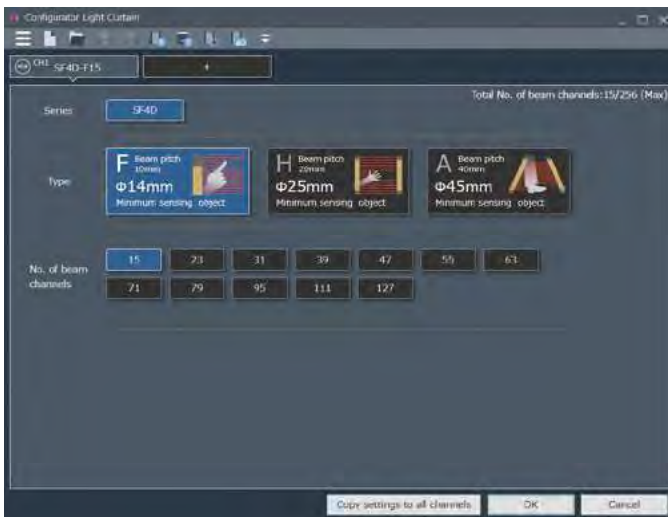 Configurator Light Curtain
CH1 SF4D-F15
+
Total No. of beam channels:15/256 (Max)
Series
SF4D
Type
F Beam pitch 10mm
Φ14mm
Minimum sensing object
H Beam pitch 20mm
Φ25mm
Minimum sensing object
A Beam pitch 40mm
Φ45mm
Minimum sensing object
No. of beam channels
15 23 31 39 47 55 63
71 79 95 111 127
Copy settings to all channels
OK
Cancel